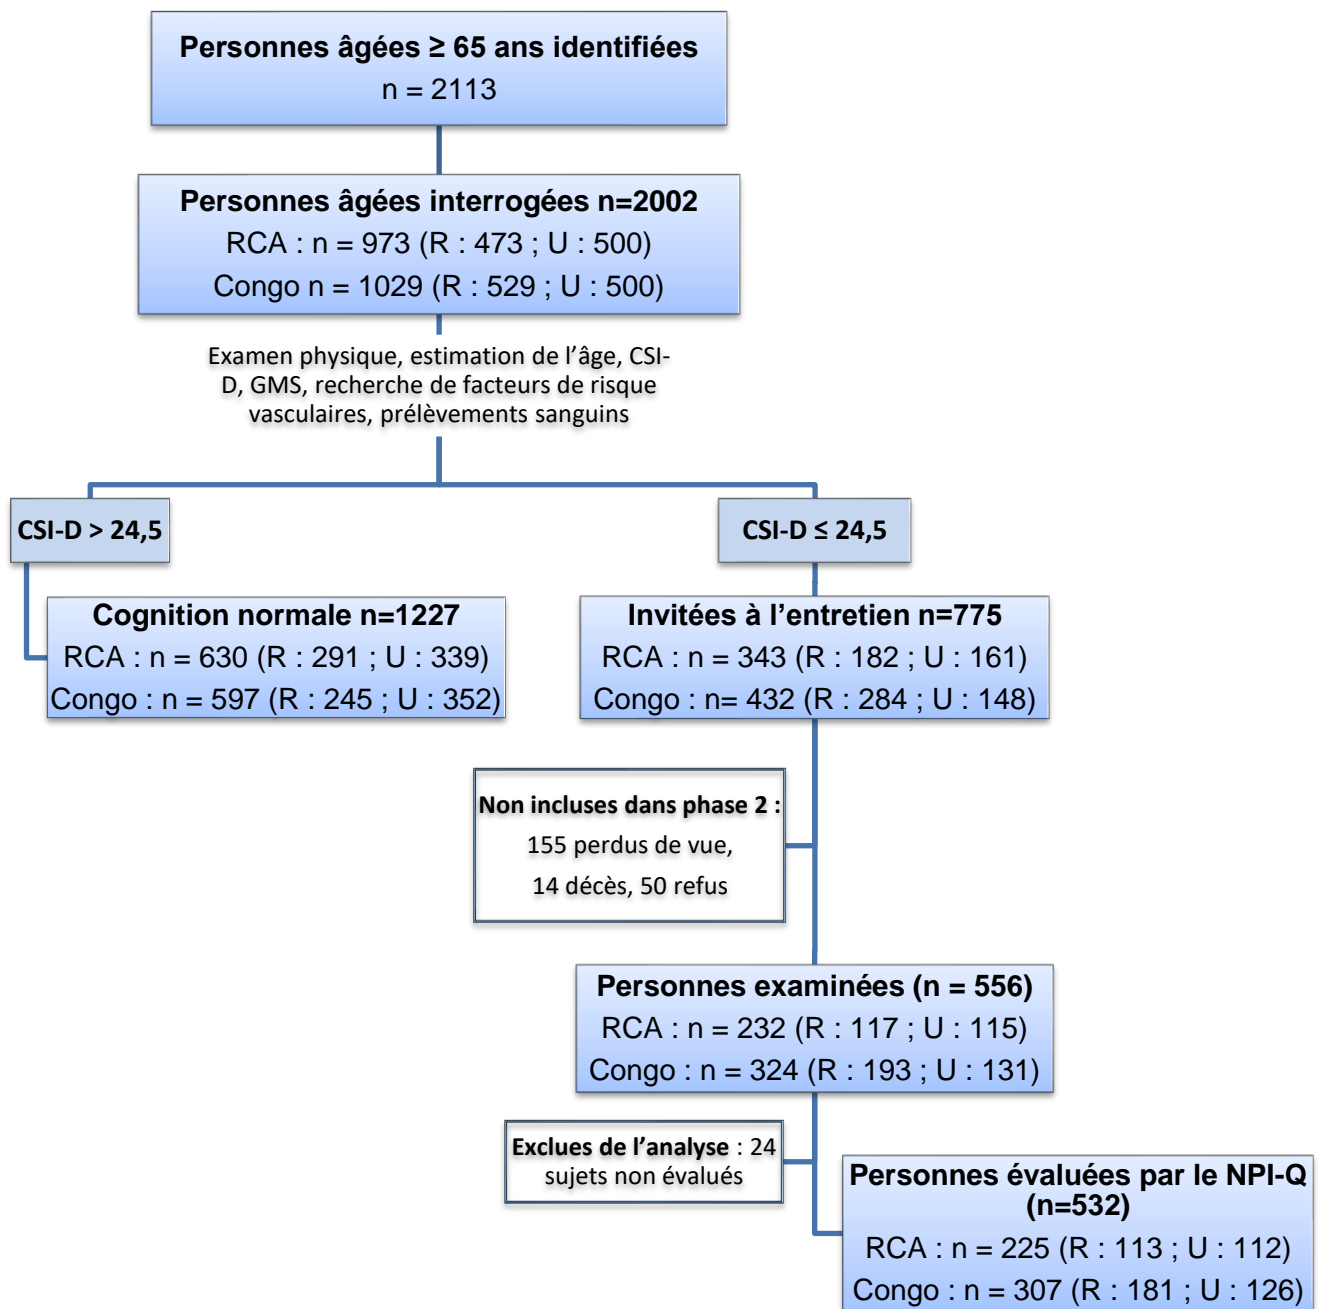 Personnes âgées ≥ 65 ans identifiées
n = 2113
Personnes âgées interrogées n=2002
RCA : n = 973 (R : 473 ; U : 500)
Congo n = 1029 (R : 529 ; U : 500)
Examen physique, estimation de l’âge, CSI-
D, GMS, recherche de facteurs de risque
vasculaires, prélèvements sanguins
CSI-D > 24,5
CSI-D ≤ 24,5
Cognition normale n=1227
RCA : n = 630 (R : 291 ; U : 339)
Congo : n = 597 (R : 245 ; U : 352)
Invitées à l’entretien n=775
RCA : n = 343 (R : 182 ; U : 161)
Congo : n= 432 (R : 284 ; U : 148)
Non incluses dans phase 2 :
155 perdus de vue,
14 décès, 50 refus
Personnes examinées (n = 556)
RCA : n = 232 (R : 117 ; U : 115)
Congo : n = 324 (R : 193 ; U : 131)
Exclues de l’analyse : 24
sujets non évalués
Personnes évaluées par le NPI-Q
(n=532)
RCA : n = 225 (R : 113 ; U : 112)
Congo : n = 307 (R : 181 ; U : 126)